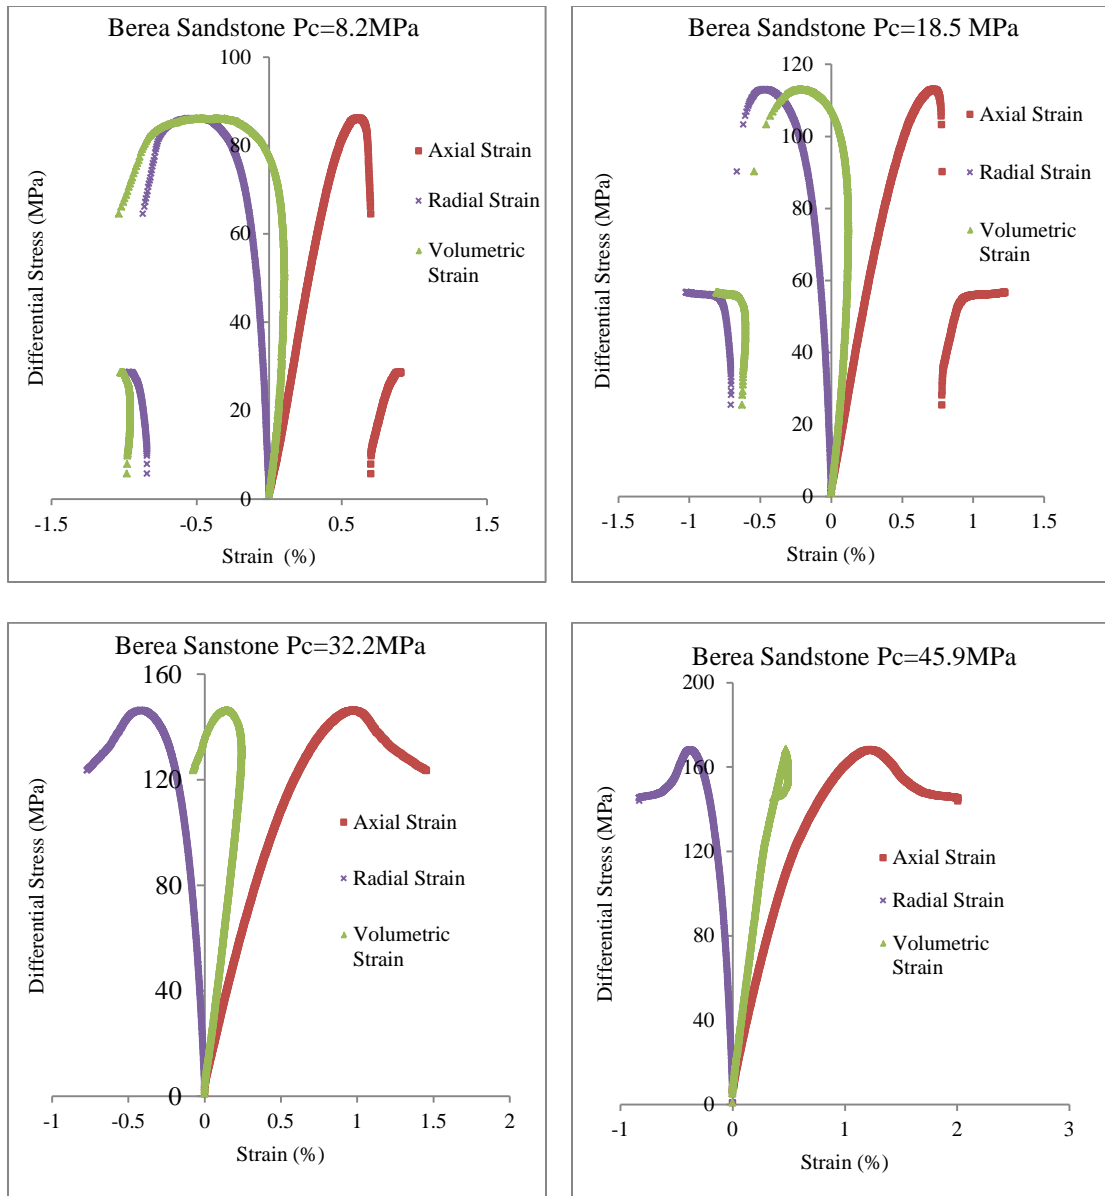 Berea Sandstone Pc=8.2MPa
100
80
60
40
20
0
-1.5
-0.5
0.5
1.5
Differential Stress (MPa)
Strain (%)
Axial Strain
Radial Strain
Volumetric
Strain
Berea Sandstone Pc=18.5 MPa
120
100
80
60
40
20
0
-1.5
-1
-0.5
0
0.5
1
1.5
Differential Stress (MPa)
Strain (%)
Axial Strain
Radial Strain
Volumetric
Strain
Berea Sanstone Pc=32.2MPa
160
120
80
40
0
-1
-0.5
0
0.5
1
1.5
2
Differential Stress (MPa)
Strain (%)
Axial Strain
Radial Strain
Volumetric
Strain
Berea Sandstone Pc=45.9MPa
200
160
120
80
40
0
-1
0
1
2
3
Differential Stress (MPa)
Strain (%)
Axial Strain
Radial Strain
Volumetric
Strain